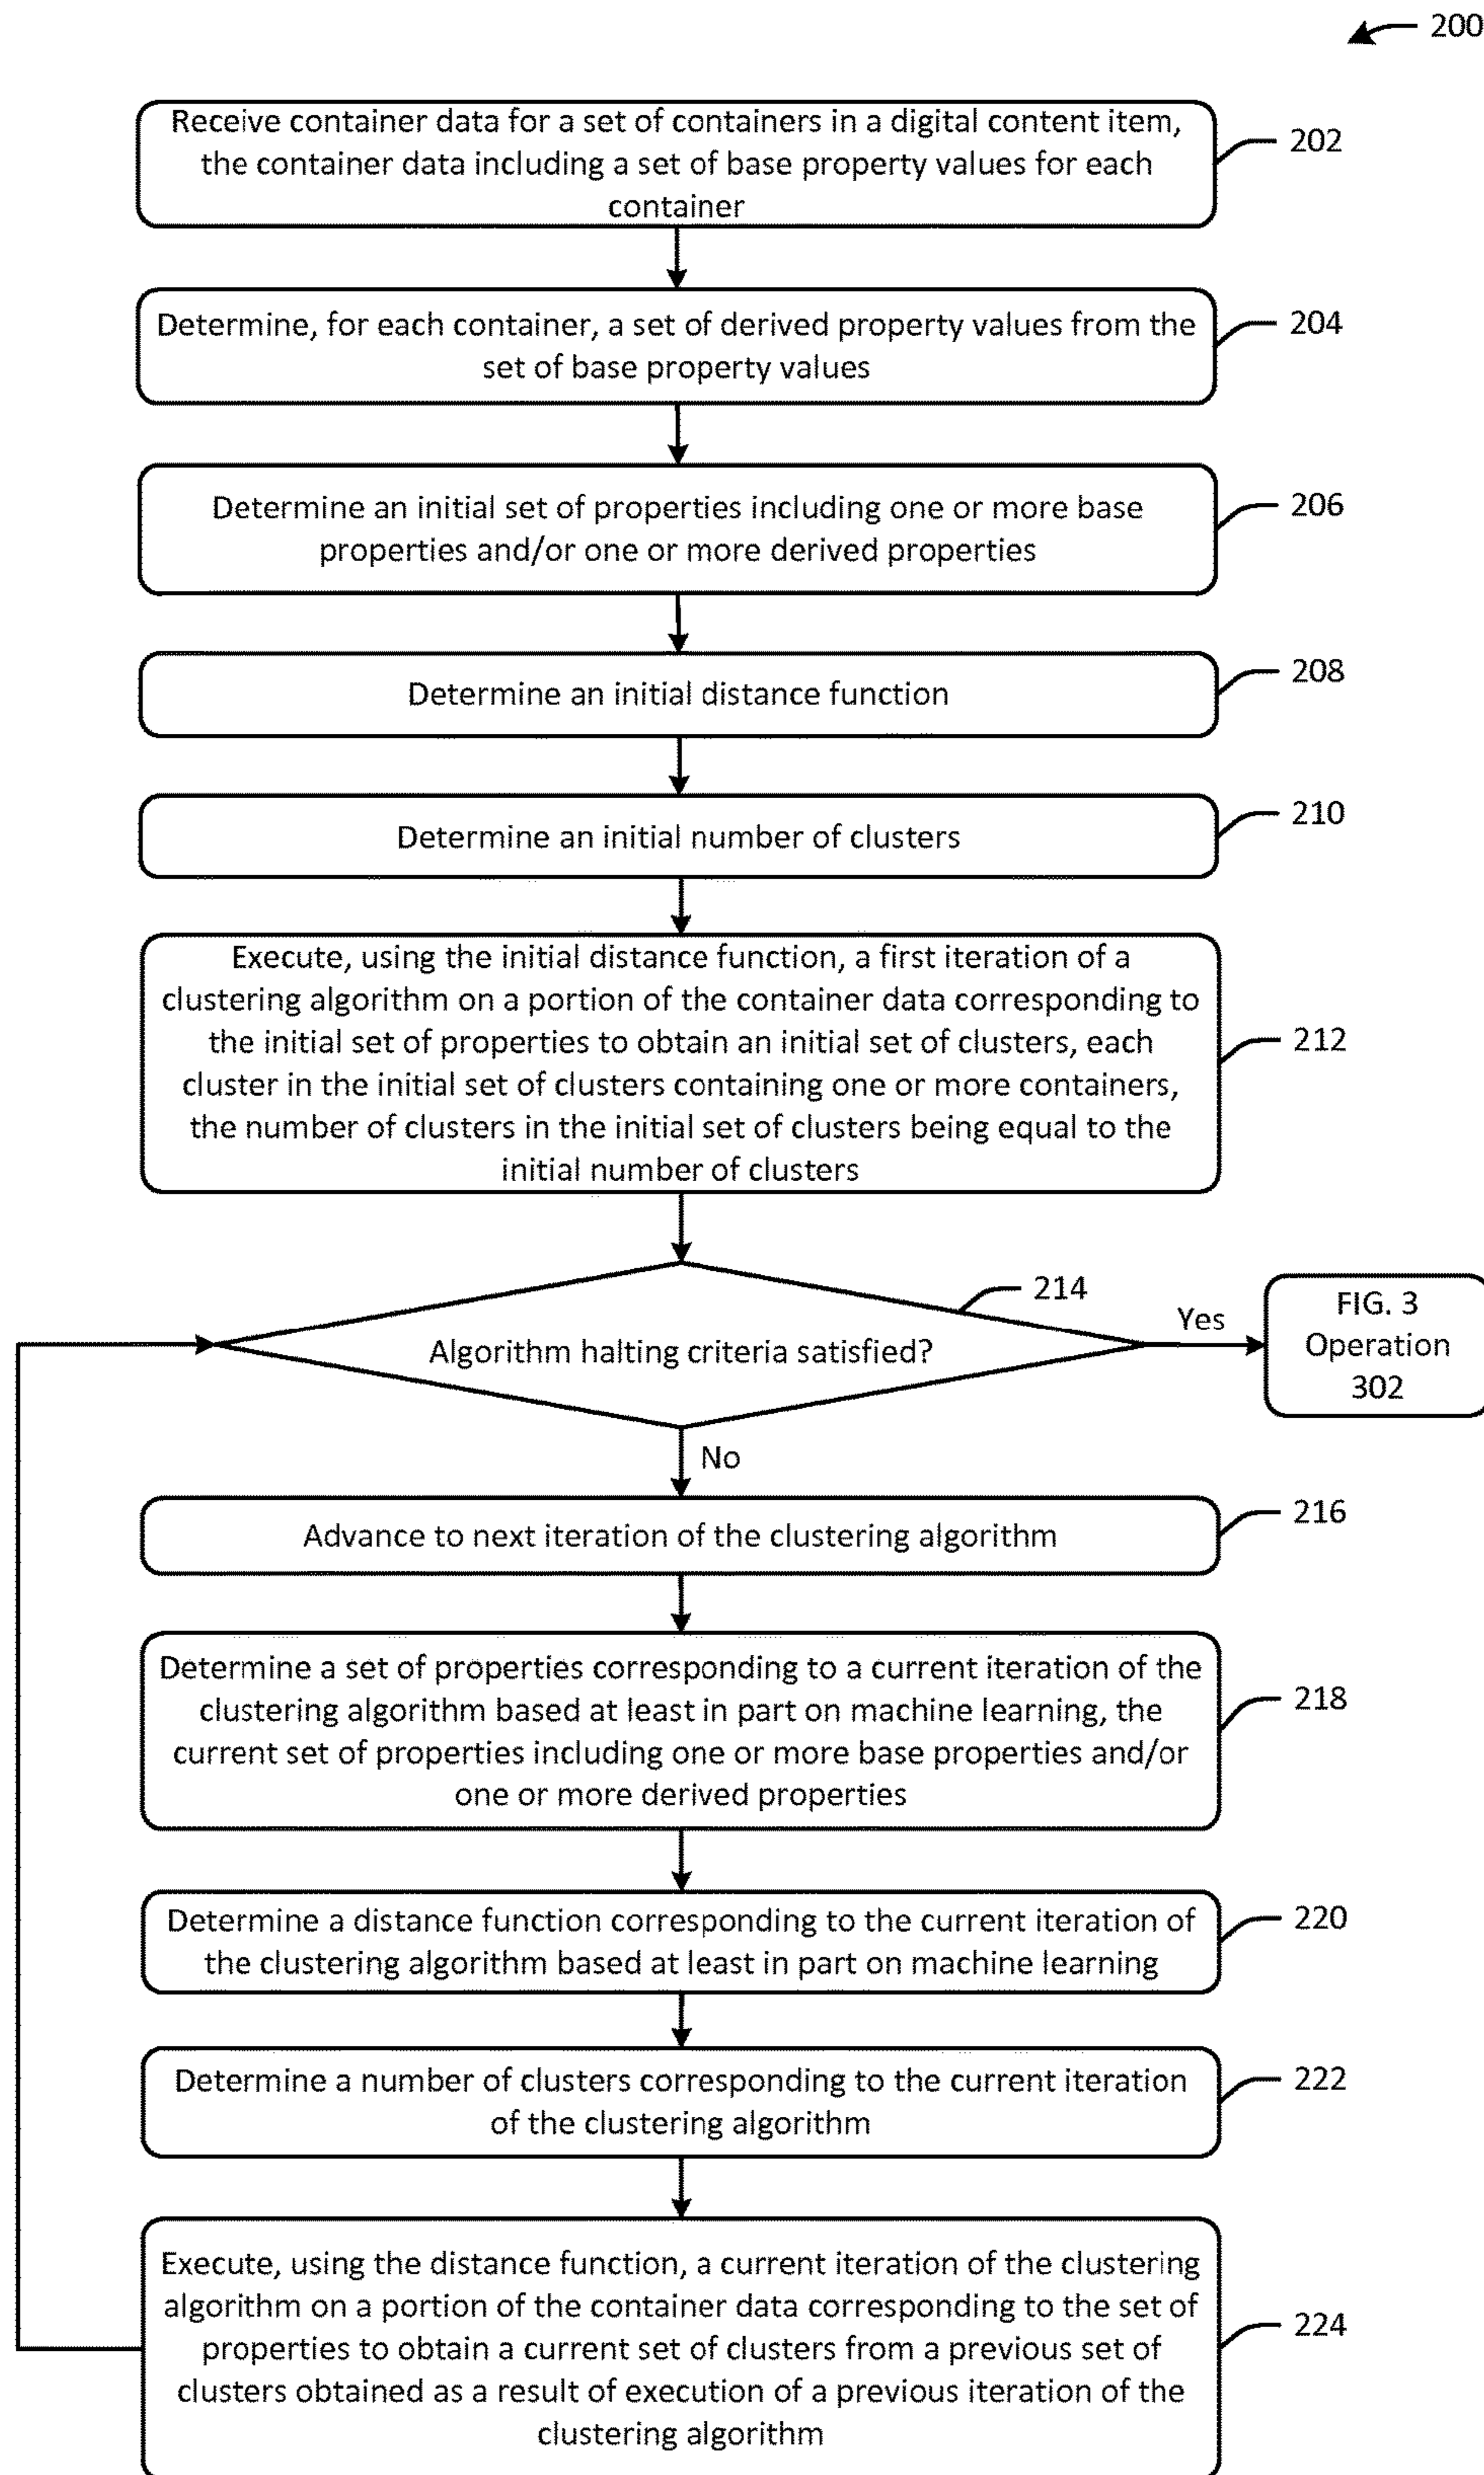 200
Receive container data for a set of containers in a digital content item,
the container data including a set of base property values for each
container
202
Determine, for each container, a set of derived property values from the
set of base property values
204
Determine an initial set of properties including one or more base
properties and/or one or more derived properties
206
Determine an initial distance function
208
Determine an initial number of clusters
210
Execute, using the initial distance function, a first iteration of a
clustering algorithm on a portion of the container data corresponding to
the initial set of properties to obtain an initial set of clusters, each
cluster in the initial set of clusters containing one or more containers,
the number of clusters in the initial set of clusters being equal to the
initial number of clusters
212
Algorithm halting criteria satisfied?
214
Yes
FIG. 3
Operation
302
No
Advance to next iteration of the clustering algorithm
216
Determine a set of properties corresponding to a current iteration of the
clustering algorithm based at least in part on machine learning, the
current set of properties including one or more base properties and/or
one or more derived properties
218
Determine a distance function corresponding to the current iteration of
the clustering algorithm based at least in part on machine learning
220
Determine a number of clusters corresponding to the current iteration
of the clustering algorithm
222
Execute, using the distance function, a current iteration of the clustering
algorithm on a portion of the container data corresponding to the set of
properties to obtain a current set of clusters from a previous set of
clusters obtained as a result of execution of a previous iteration of the
clustering algorithm
224